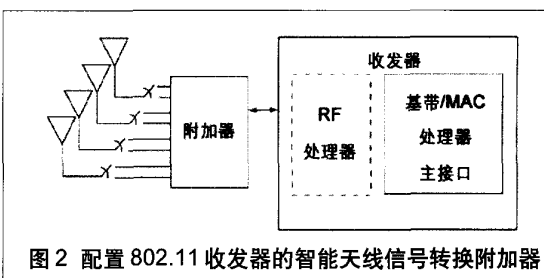 收发器
附加器
RF
处理器
基带/MAC
处理器
主接口
图 2 配置 802.11 收发器的智能天线信号转换附加器